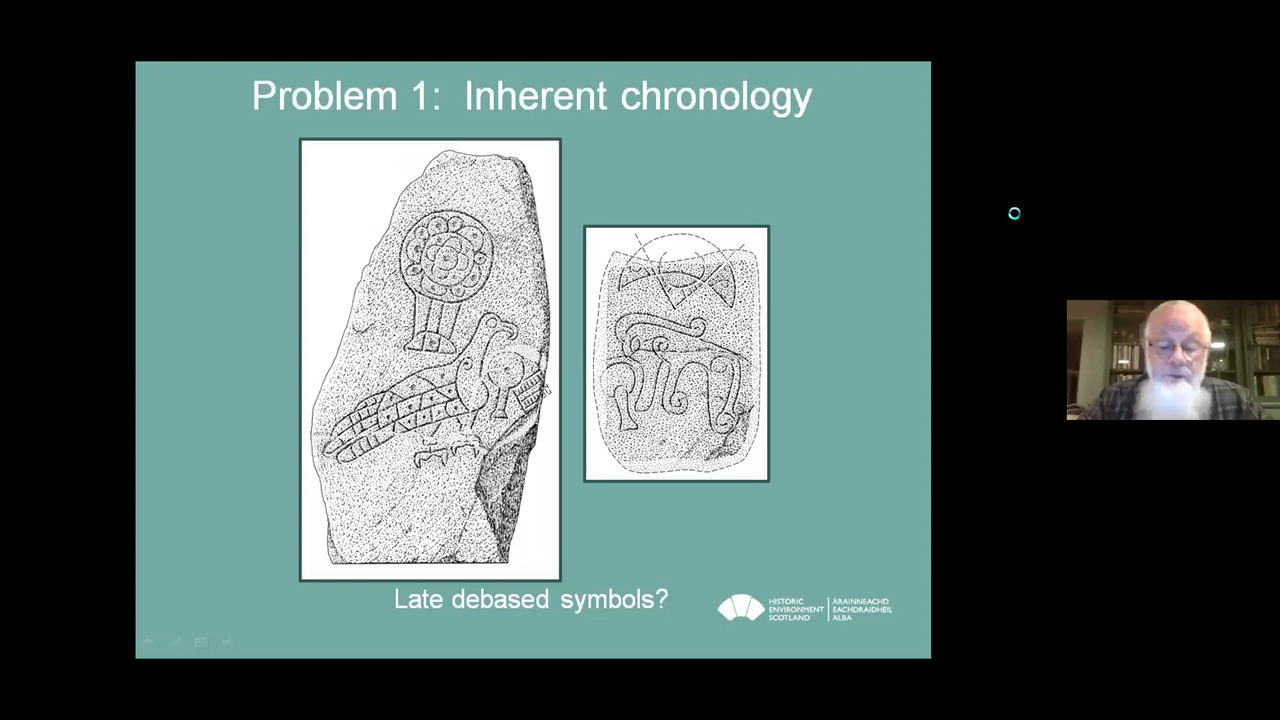 Problem 1:  Inherent chronology
Late debased symbols?
HISTORIC
ENVIRONMENT
SCOTLAND
ÀRAINNEACHD
EACHDRAIDHEIL
ALBA